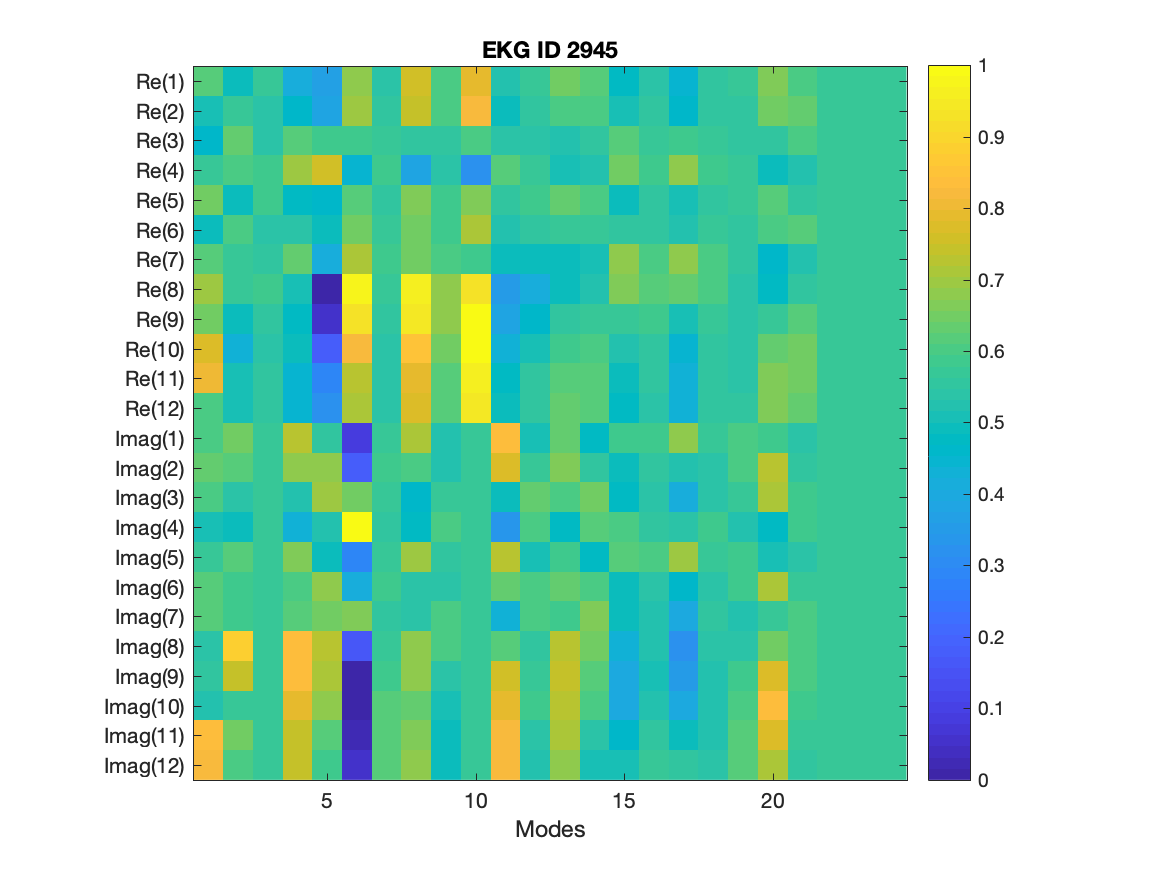 EKG ID 2945
Re(1)
Re(2)
Re(3)
Re(4)
Re(5)
Re(6)
Re(7)
Re(8)
Re(9)
Re(10)
Re(11)
Re(12)
Imag(1)
Imag(2)
Imag(3)
Imag(4)
Imag(5)
Imag(6)
Imag(7)
Imag(8)
Imag(9)
Imag(10)
Imag(11)
Imag(12)
5 10 15 20
Modes
1
0.9
0.8
0.7
0.6
0.5
0.4
0.3
0.2
0.1
0